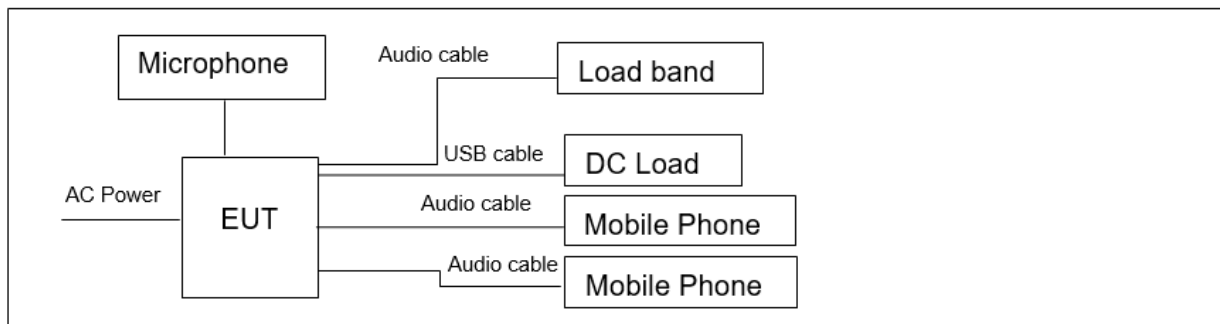 Microphone
Audio cable
Load band
USB cable
DC Load
AC Power
EUT
Audio cable
Mobile Phone
Audio cable
Mobile Phone